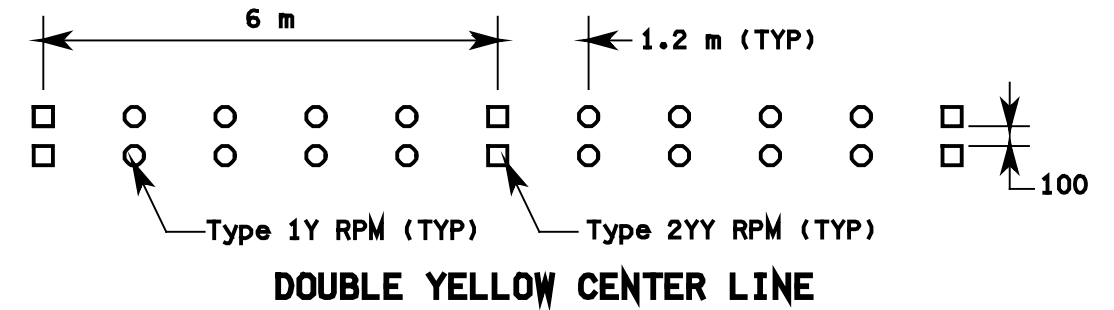 6 m
1.2 m (TYP)
100
Type 1Y RPM (TYP)
Type 2YY RPM (TYP)
DOUBLE YELLOW CENTER LINE